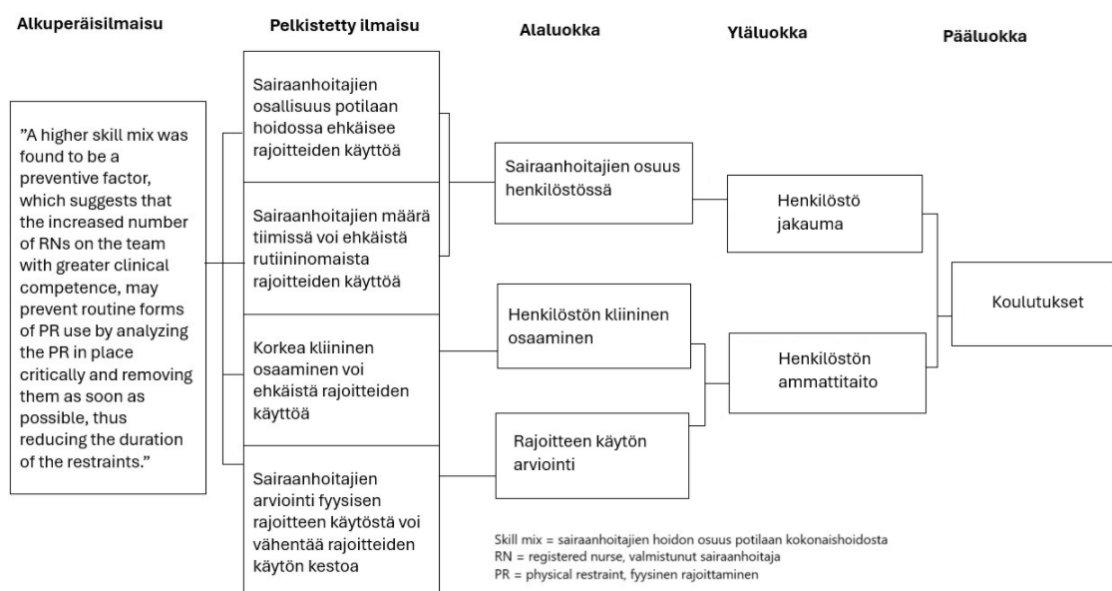 Alkuperäisilmaisu
Pelkistetty ilmaisu
Alaluokka
Yläluokka
Pääluokka
”A higher skill mix was
found to be a
preventive factor,
which suggests that
the increased number
of RNs on the team
with greater clinical
competence, may
prevent routine forms
of PR use by analyzing
the PR in place
critically and removing
them as soon as
possible, thus
reducing the duration
of the restraints.”
Sairaanhoitajien
osallisuus potilaan
hoidossa ehkäisee
rajoitteiden käyttöä
Sairaanhoitajien määrä
tiimissä voi ehkäistä
rutiininomaista
rajoitteiden käyttöä
Korkea kliininen
osaaminen voi
ehkäistä rajoitteiden
käyttöä
Sairaanhoitajien
arviointi fyysisen
rajoitteen käytöstä voi
vähentää rajoitteiden
käytön kestoa
Sairaanhoitajien osuus
henkilöstössä
Henkilöstön kliininen
osaaminen
Rajoitteen käytön
arviointi
Henkilöstö
jakauma
Henkilöstön
ammattitaito
Koulutukset
Skill mix = sairaanhoitajien hoidon osuus potilaan kokonaishoidosta
RN = registered nurse, valmistunut sairaanhoitaja
PR = physical restraint, fyysinen rajoittaminen